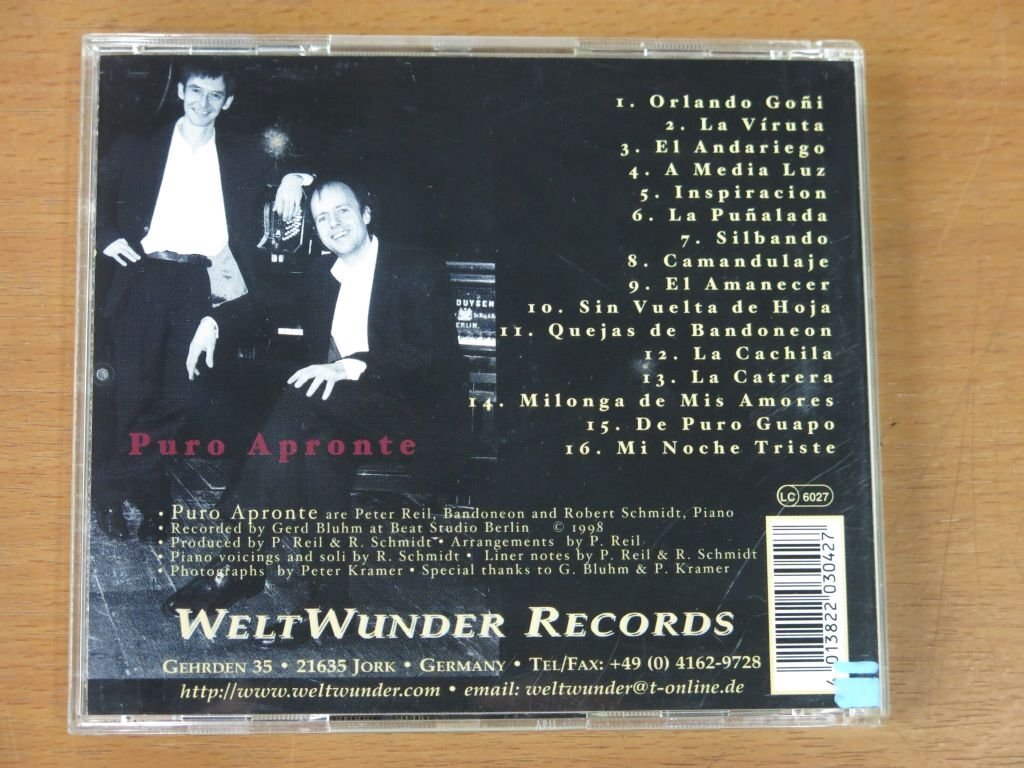 1. Orlando Goñi
2. La Víruta
3. El Andariego
4. A Media Luz
5. Inspiracion
6. La Puñalada
7. Silbando
8. Camandulaje
9. El Amanecer
10. Sin Vuelta de Hoja
11. Quejas de Bandoneon
12. La Cachila
13. La Catrera
14. Milonga de Mis Amores
15. De Puro Guapo
16. Mi Noche Triste
DUYSEN
BERLIN.
Puro Apronte
LC 6027
• Puro Apronte are Peter Reil, Bandoneon and Robert Schmidt, Piano
• Recorded by Gerd Bluhm at Beat Studio Berlin © 1998
• Produced by P. Reil & R. Schmidt • Arrangements by P. Reil
• Piano voicings and soli by R. Schmidt • Liner notes by P. Reil & R. Schmidt
• Photographs by Peter Kramer • Special thanks to G. Bluhm & P. Kramer
WELTWUNDER RECORDS
GEHRDEN 35 • 21635 JORK • GERMANY • TEL/FAX: +49 (0) 4162-9728
http://www.weltwunder.com • email: weltwunder@t-online.de
4 013822 030427